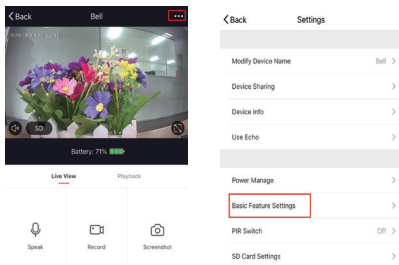 Back Bell ...
SD
Battery: 71%
Live View Playback
Speak Record Screenshot
Back Settings
Modify Device Name Bell
Device Sharing
Device Info
Use Echo
Power Manage
Basic Feature Settings
PIR Switch Off
SD Card Settings